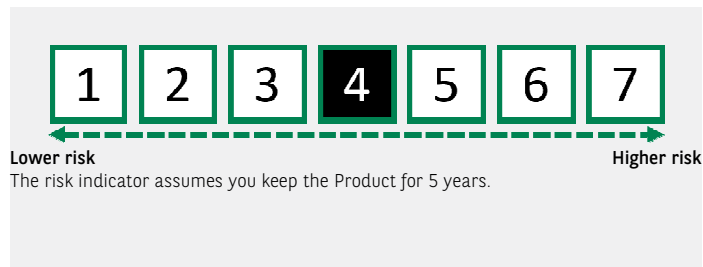 1 2 3 4 5 6 7
Lower risk Higher risk
The risk indicator assumes you keep the Product for 5 years.